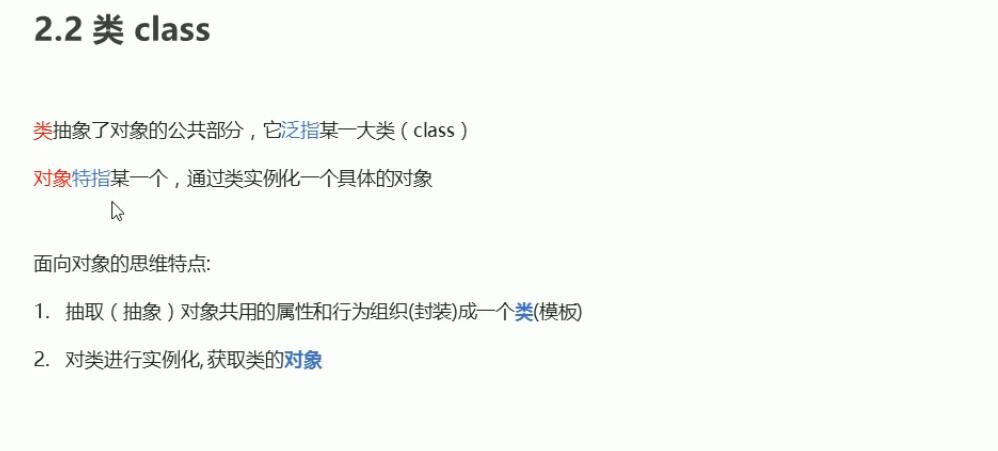 2.2 类 class
类抽象了对象的公共部分，它泛指某一大类（class）
对象特指某一个，通过类实例化一个具体的对象
面向对象的思维特点:
1. 抽取（抽象）对象共用的属性和行为组织(封装)成一个类(模板)
2. 对类进行实例化, 获取类的对象